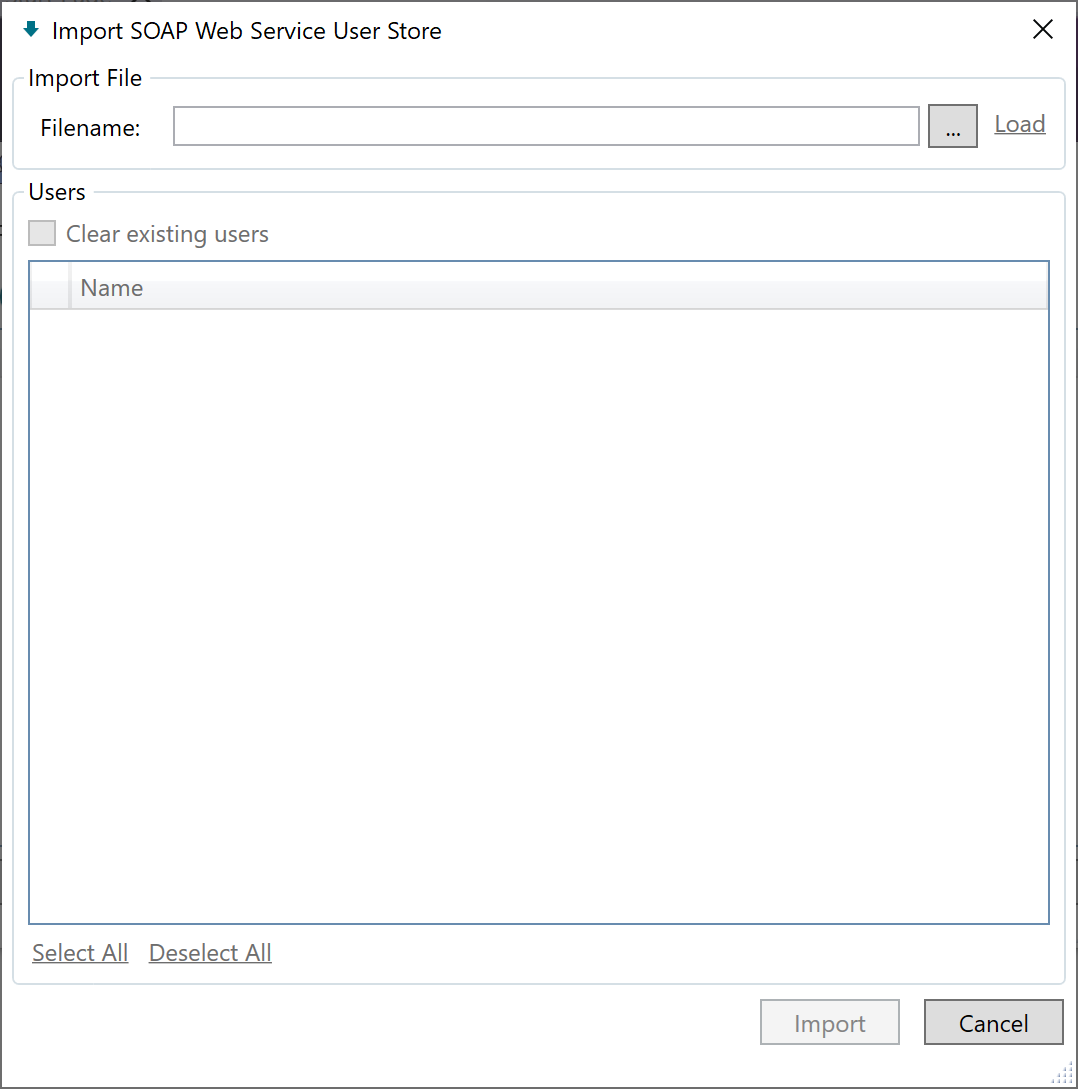 Import SOAP Web Service User Store
Import File
Filename:
...
Load
Users
Clear existing users
Name
Select All Deselect All
Import
Cancel